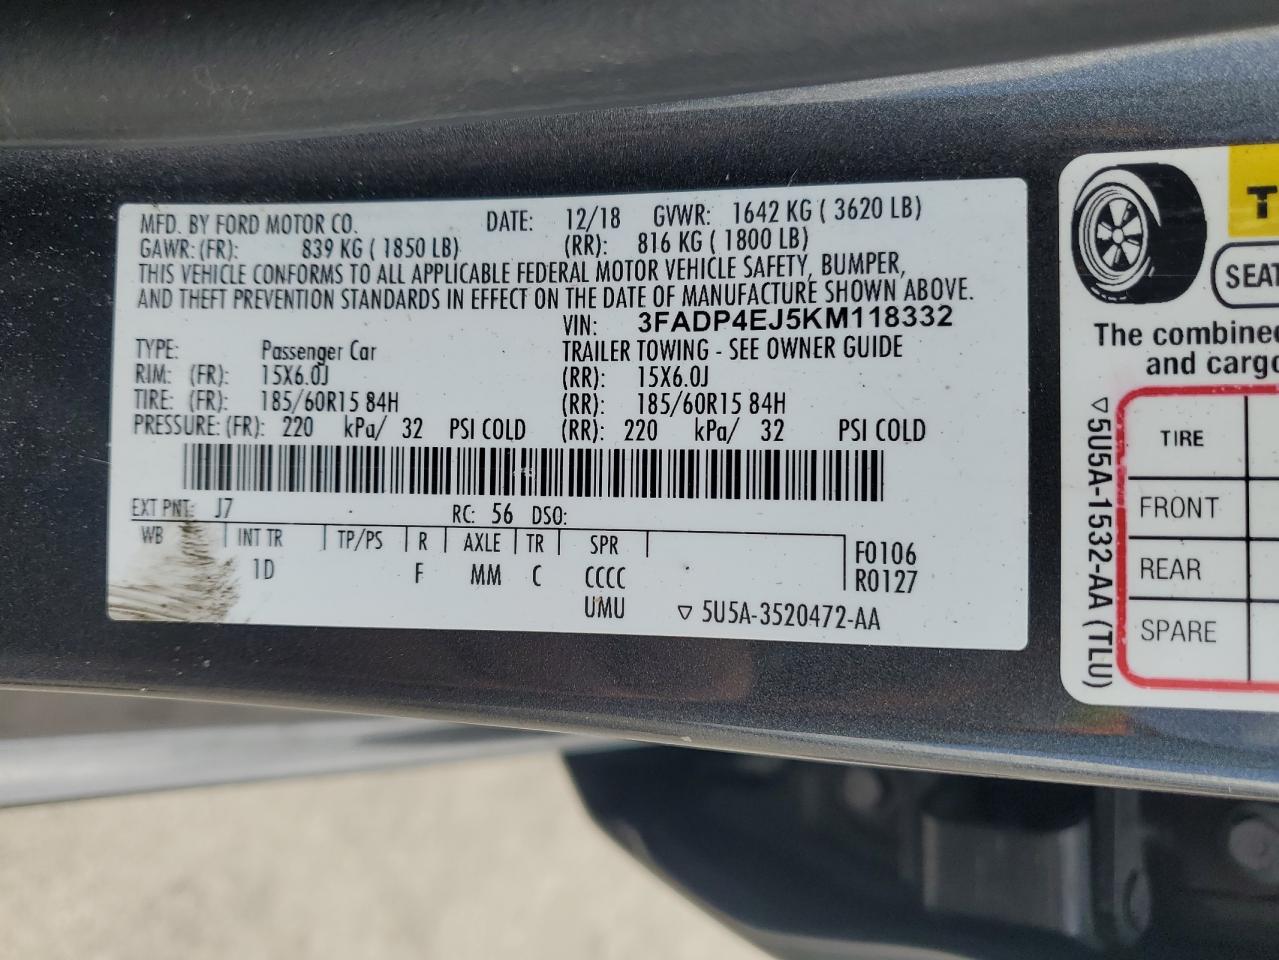 MFD. BY FORD MOTOR CO. DATE: 12/18 GVWR: 1642 KG ( 3620 LB)
GAWR: (FR): 839 KG ( 1850 LB) (RR): 816 KG ( 1800 LB)
THIS VEHICLE CONFORMS TO ALL APPLICABLE FEDERAL MOTOR VEHICLE SAFETY, BUMPER,
AND THEFT PREVENTION STANDARDS IN EFFECT ON THE DATE OF MANUFACTURE SHOWN ABOVE.
VIN: 3FADP4EJ5KM118332
TYPE: Passenger Car TRAILER TOWING - SEE OWNER GUIDE
RIM: (FR): 15X6.0J (RR): 15X6.0J
TIRE: (FR): 185/60R15 84H (RR): 185/60R15 84H
PRESSURE: (FR): 220 kPa/ 32 PSI COLD (RR): 220 kPa/ 32 PSI COLD
EXT PNT: J7 RC: 56 DSO:
WB INT TR TP/PS R AXLE TR SPR F0106
1D F MM C CCCC R0127
UMU ▽ 5U5A-3520472-AA
T
SEAT
The combined
and cargo
TIRE
FRONT
REAR
SPARE
▽ 5U5A-1532-AA (TLU)